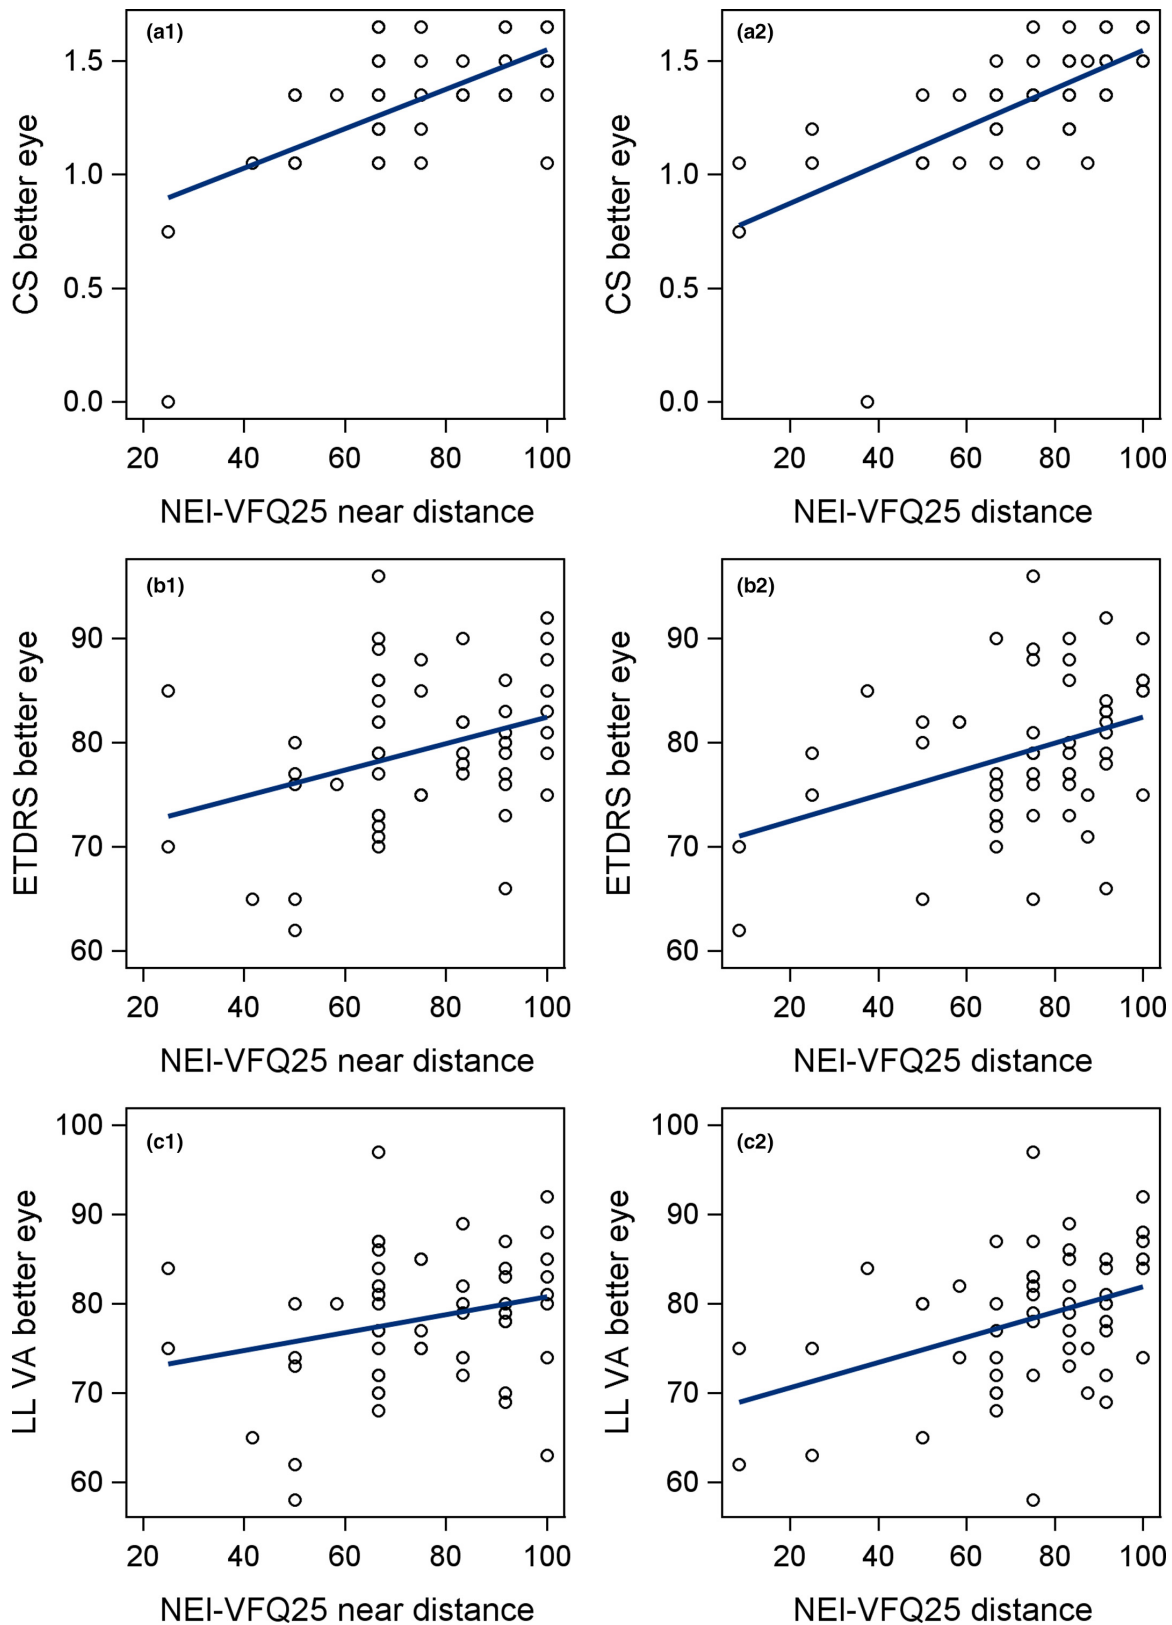 (a1)
CS better eye
1.5
1.0
0.5
0.0
20 40 60 80 100
NEI-VFQ25 near distance
(a2)
CS better eye
1.5
1.0
0.5
0.0
20 40 60 80 100
NEI-VFQ25 distance
(b1)
ETDRS better eye
90
80
70
60
20 40 60 80 100
NEI-VFQ25 near distance
(b2)
ETDRS better eye
90
80
70
60
20 40 60 80 100
NEI-VFQ25 distance
(c1)
LL VA better eye
100
90
80
70
60
20 40 60 80 100
NEI-VFQ25 near distance
(c2)
LL VA better eye
100
90
80
70
60
20 40 60 80 100
NEI-VFQ25 distance